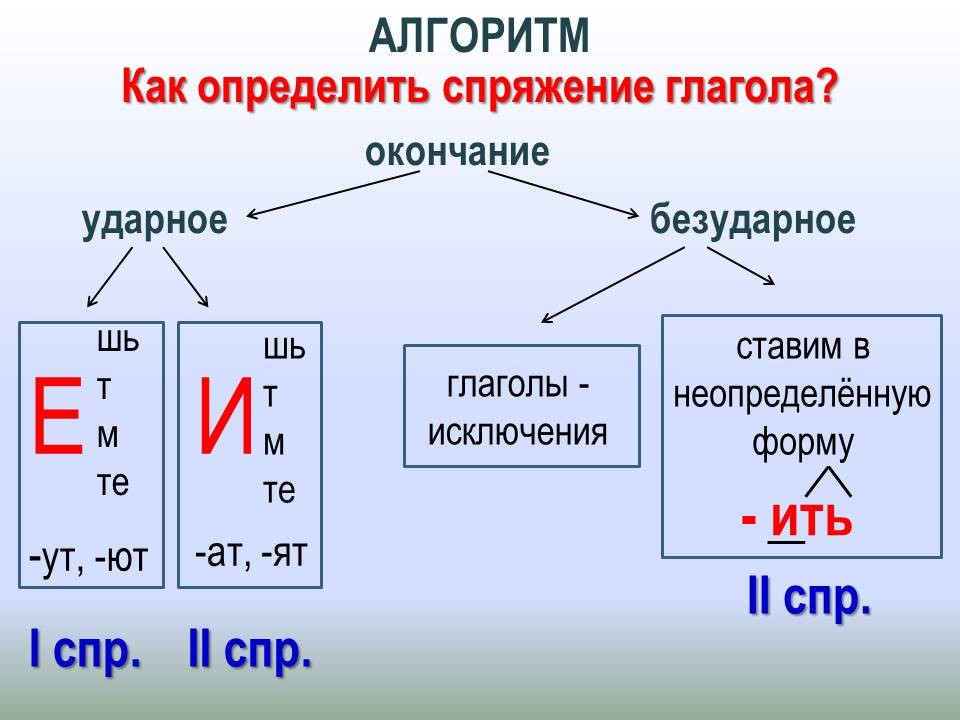 АЛГОРИТМ
Как определить спряжение глагола?
окончание
ударное
безударное
Е
шь
т
м
те
-ут, -ют
I спр.
И
шь
т
м
те
-ат, -ят
II спр.
глаголы -
исключения
ставим в
неопределённую
форму
- ить
II спр.